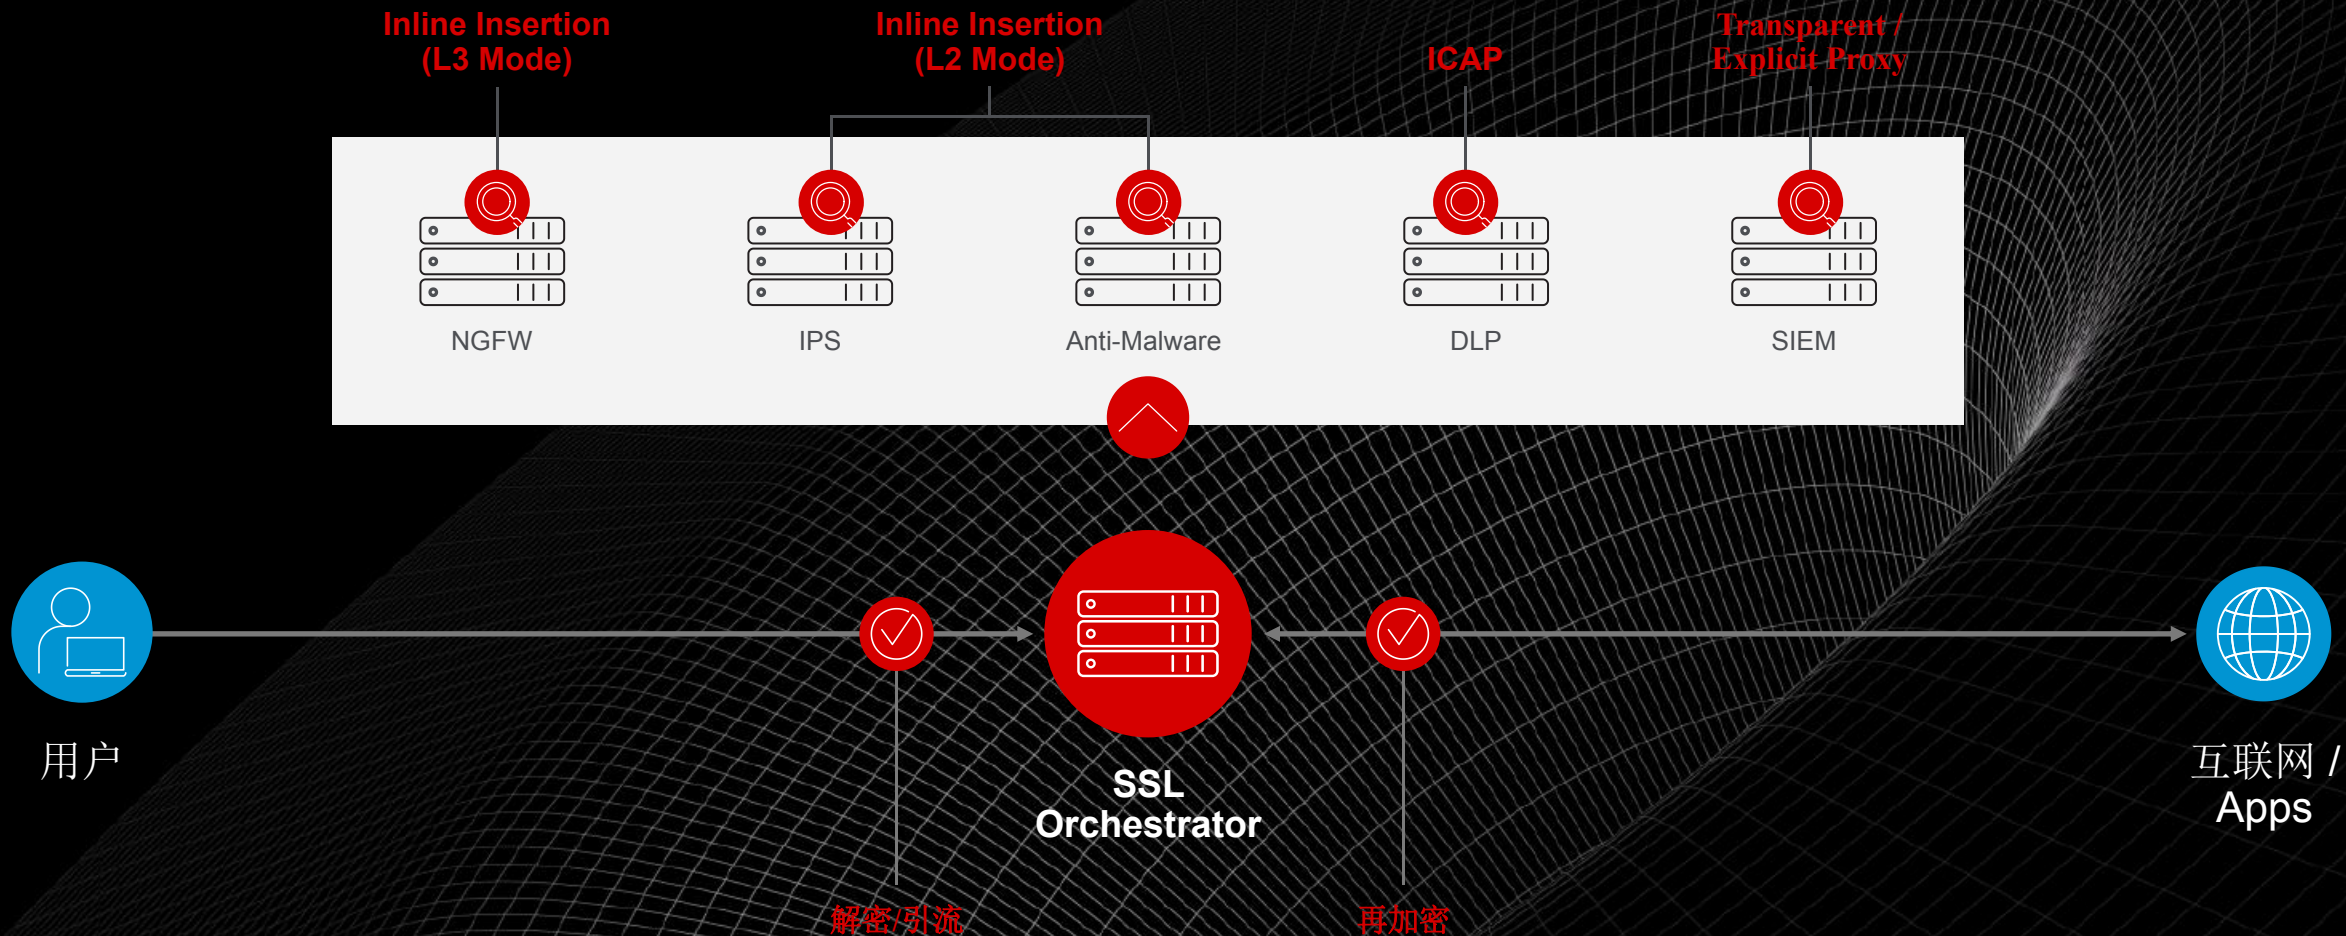 Inline Insertion
(L3 Mode)
Inline Insertion
(L2 Mode)
ICAP
Transparent /
Explicit Proxy
NGFW
IPS
Anti-Malware
DLP
SIEM
用户
SSL
Orchestrator
互联网 /
Apps
解密/引流
再加密